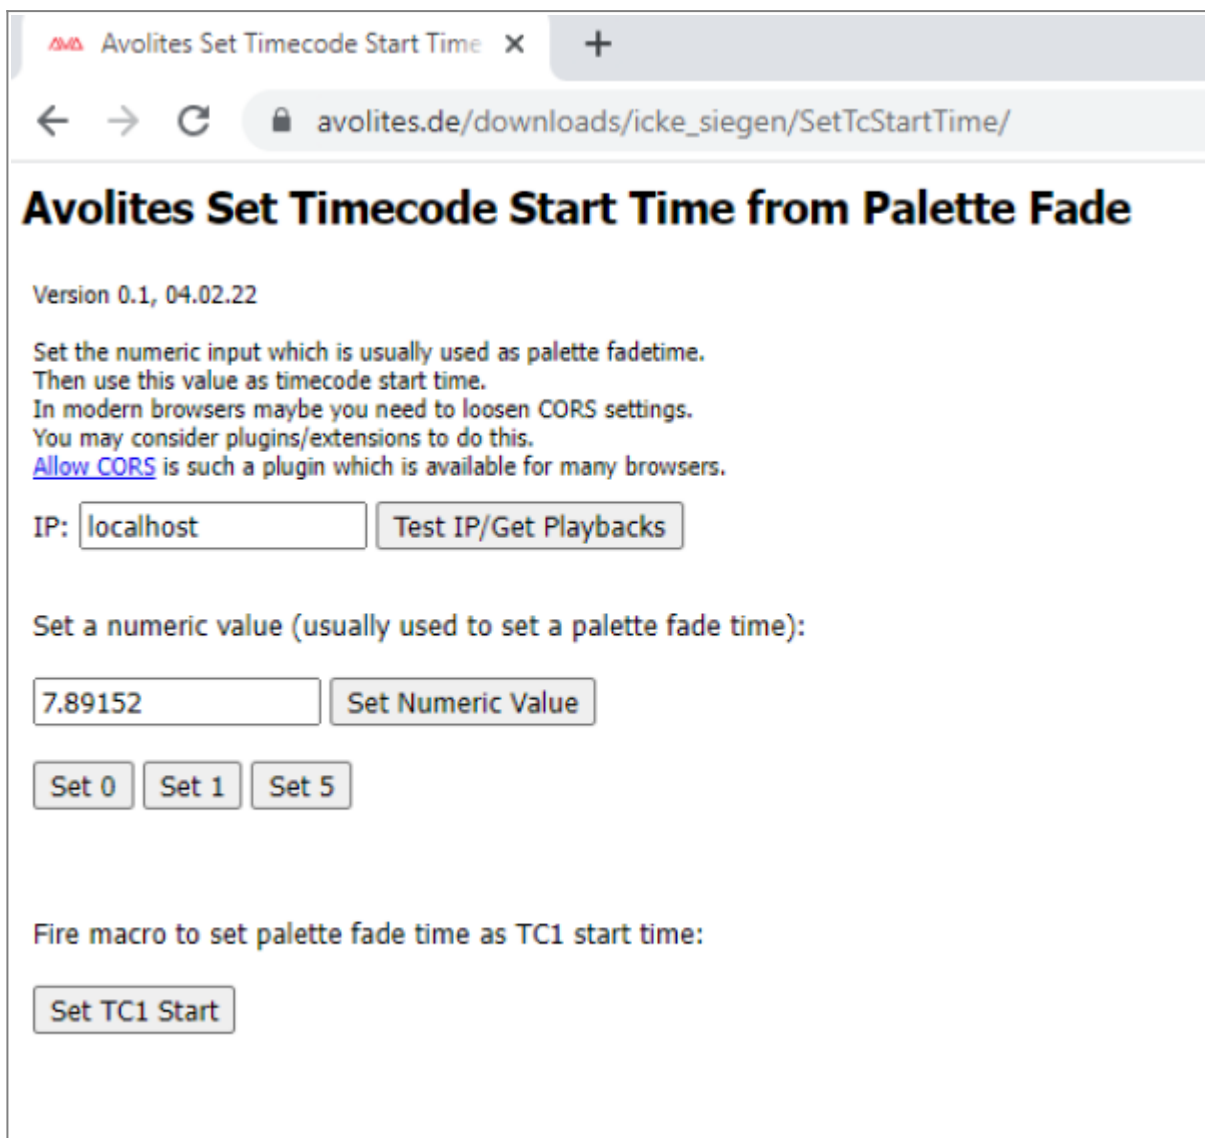 Avolites Set Timecode Start Time
avolites.de/downloads/icke_siegen/SetTcStartTime/
Avolites Set Timecode Start Time from Palette Fade
Version 0.1, 04.02.22
Set the numeric input which is usually used as palette fadetime.
Then use this value as timecode start time.
In modern browsers maybe you need to loosen CORS settings.
You may consider plugins/extensions to do this.
Allow CORS is such a plugin which is available for many browsers.
IP: localhost Test IP/Get Playbacks
Set a numeric value (usually used to set a palette fade time):
7.89152 Set Numeric Value
Set 0 Set 1 Set 5
Fire macro to set palette fade time as TC1 start time:
Set TC1 Start